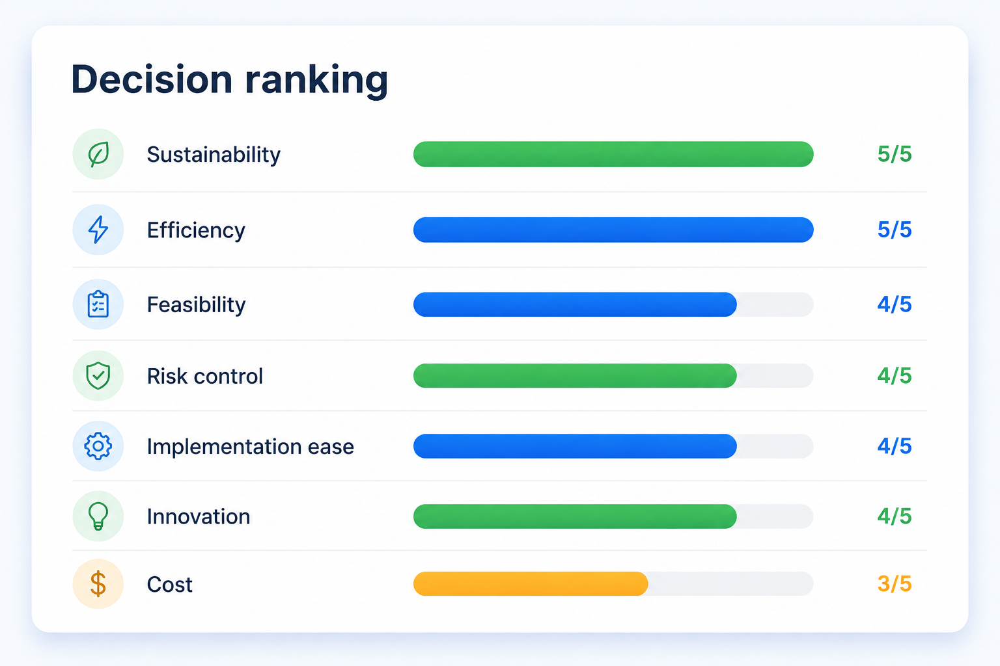 Decision ranking
Sustainability 5/5
Efficiency 5/5
Feasibility 4/5
Risk control 4/5
Implementation ease 4/5
Innovation 4/5
$ Cost 3/5